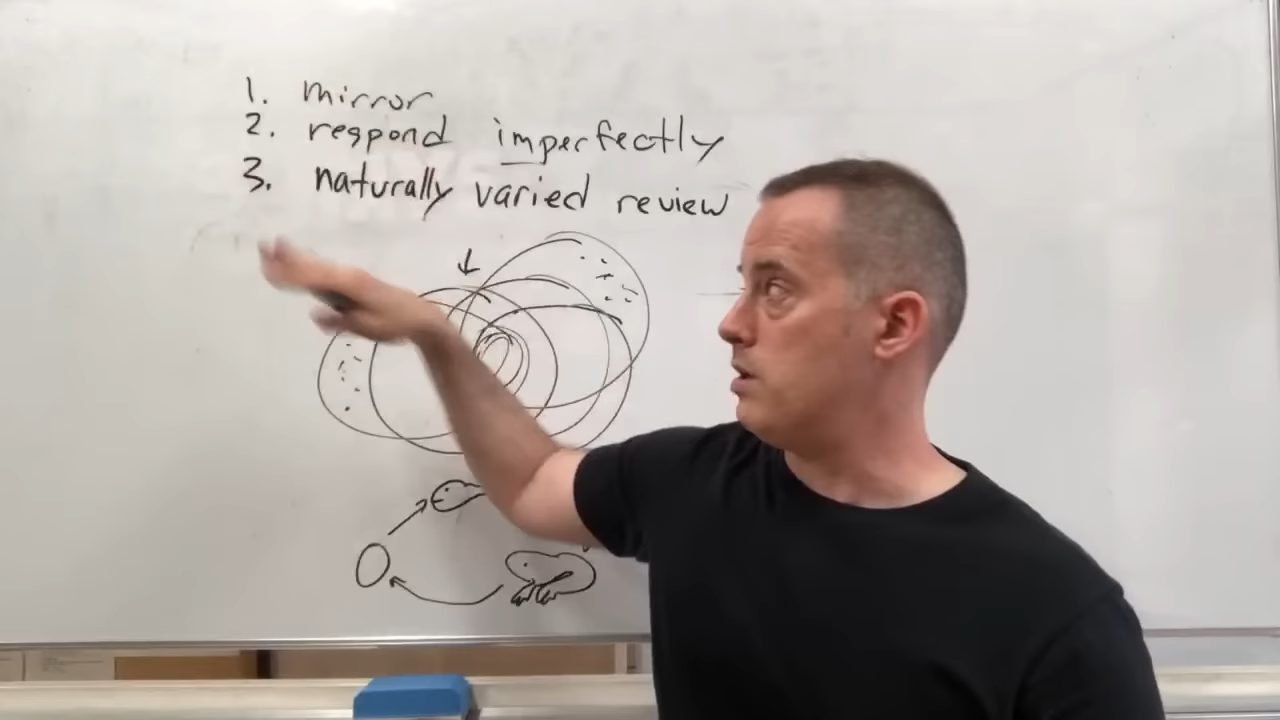 1. mirror
2. respond imperfectly
3. naturally varied review